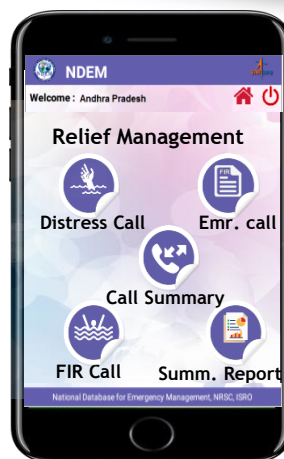 NDEM
Welcome : Andhra Pradesh
Relief Management
FIR
Distress Call
Emr. call
Call Summary
FIR Call
Summ. Report
National Database for Emergency Management, NRSC, ISRO